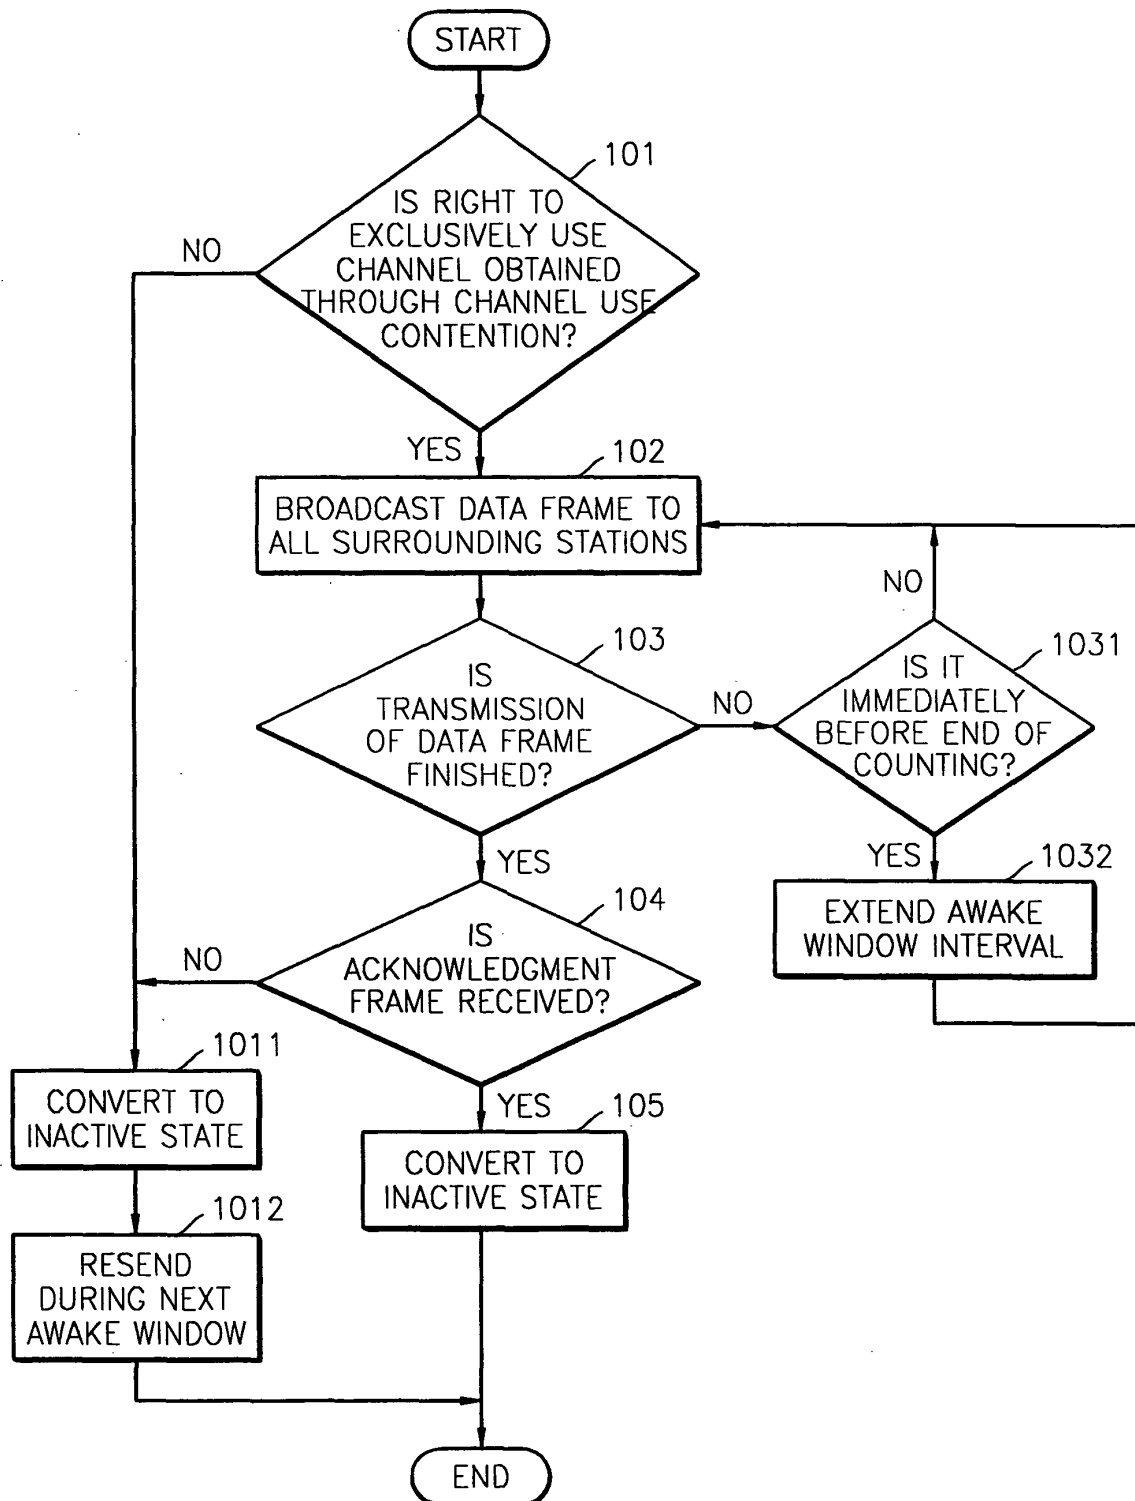 START
101
IS RIGHT TO
EXCLUSIVELY USE
CHANNEL OBTAINED
THROUGH CHANNEL USE
CONTENTION?
NO
YES
102
BROADCAST DATA FRAME TO
ALL SURROUNDING STATIONS
103
IS
TRANSMISSION
OF DATA FRAME
FINISHED?
NO
NO
1031
IS IT
IMMEDIATELY
BEFORE END OF
COUNTING?
YES
YES
1032
EXTEND AWAKE
WINDOW INTERVAL
104
IS
ACKNOWLEDGMENT
FRAME RECEIVED?
NO
1011
CONVERT TO
INACTIVE STATE
YES
105
CONVERT TO
INACTIVE STATE
1012
RESEND
DURING NEXT
AWAKE WINDOW
END